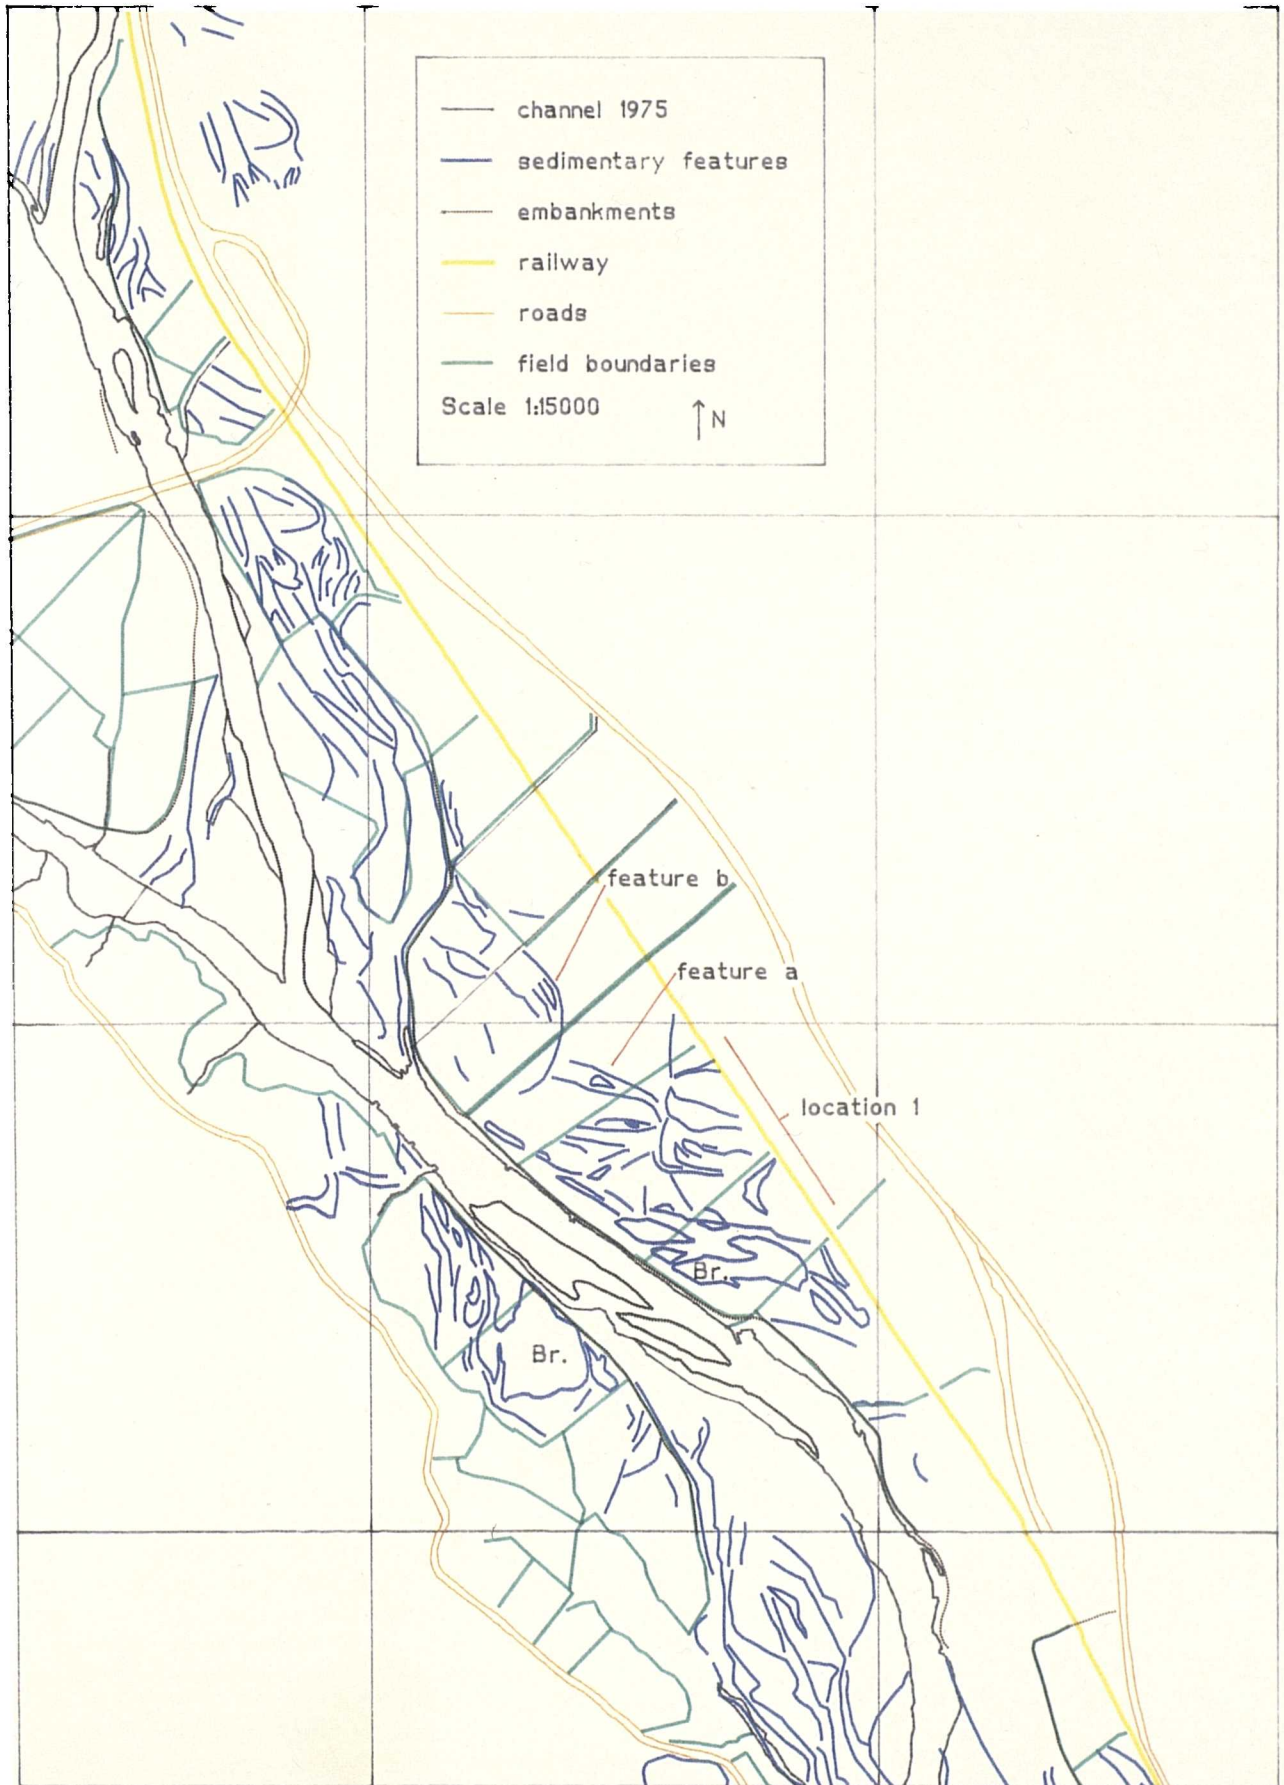 channel 1975
sedimentary features
embankments
railway
roads
field boundaries
Scale 1:15000
N
feature b
feature a
location 1
Br.
Br.